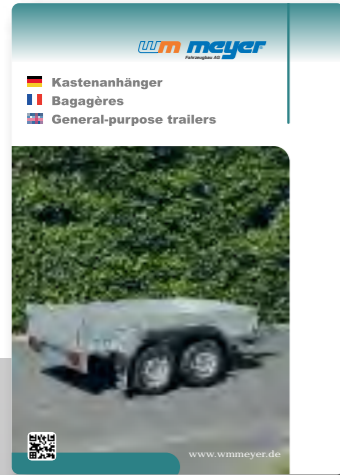 wm meyer
Fahrzeugbau AG
Kastenanhänger
Bagagères
General-purpose trailers
www.wmmeyer.de